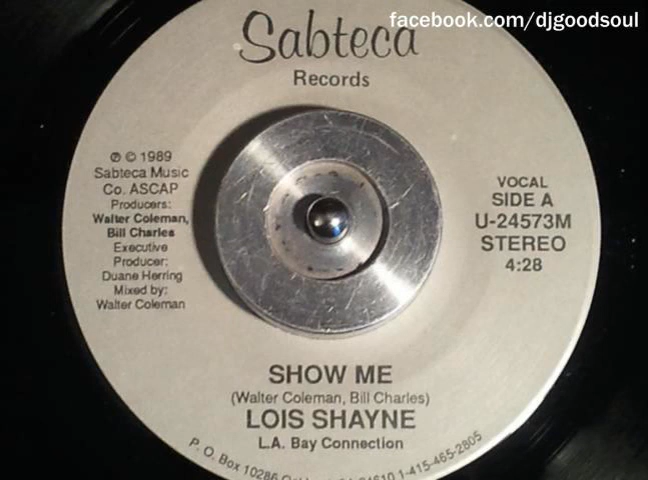 facebook.com/djgoodsoul
Sabteca
Records
℗ © 1989
Sabteca Music
Co. ASCAP
Producers:
Walter Coleman,
Bill Charles
Executive
Producer:
Duane Herring
Mixed by:
Walter Coleman
VOCAL
SIDE A
U-24573M
STEREO
4:28
SHOW ME
(Walter Coleman, Bill Charles)
LOIS SHAYNE
L.A. Bay Connection
P. O. Box 10286 1-415-465-2805